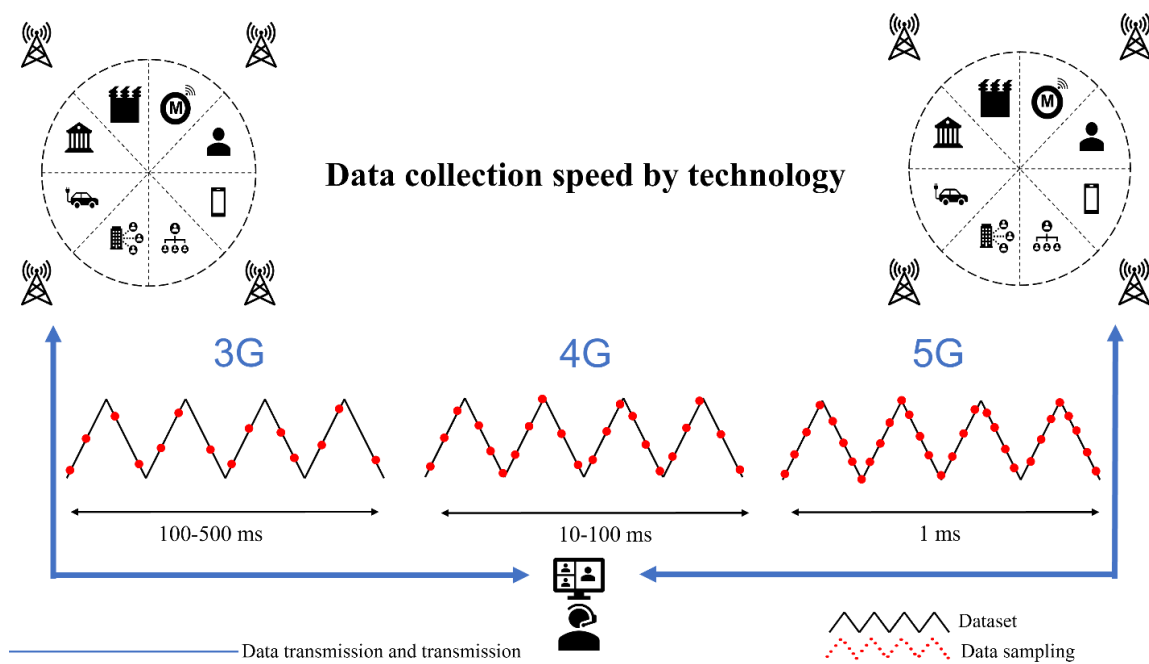 M
M
Data collection speed by technology
3G
4G
5G
100-500 ms
10-100 ms
1 ms
Dataset
Data transmission and transmission
Data sampling